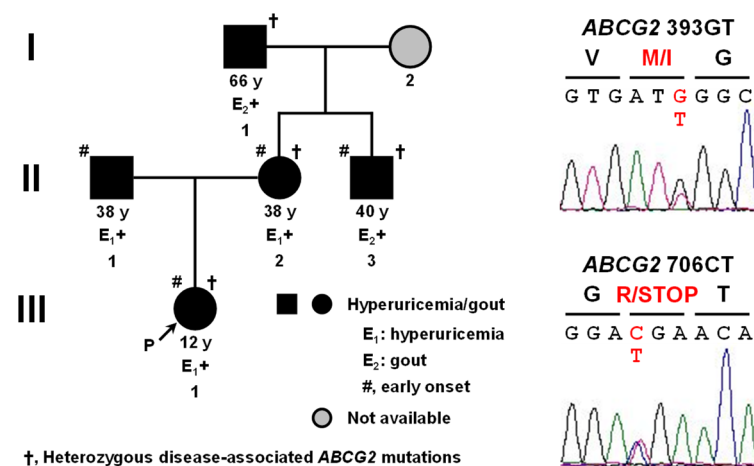 I
†
66 y
E₂+
1
2
II
#
38 y
E₁+
1
# †
38 y
E₁+
2
# †
40 y
E₂+
3
III
# †
P
12 y
E₁+
1
Hyperuricemia/gout
E₁: hyperuricemia
E₂: gout
#, early onset
Not available
†, Heterozygous disease-associated ABCG2 mutations
ABCG2 393GT
V M/I G
G T G A T G G G C
T
ABCG2 706CT
G R/STOP T
G G A C G A A C A
T